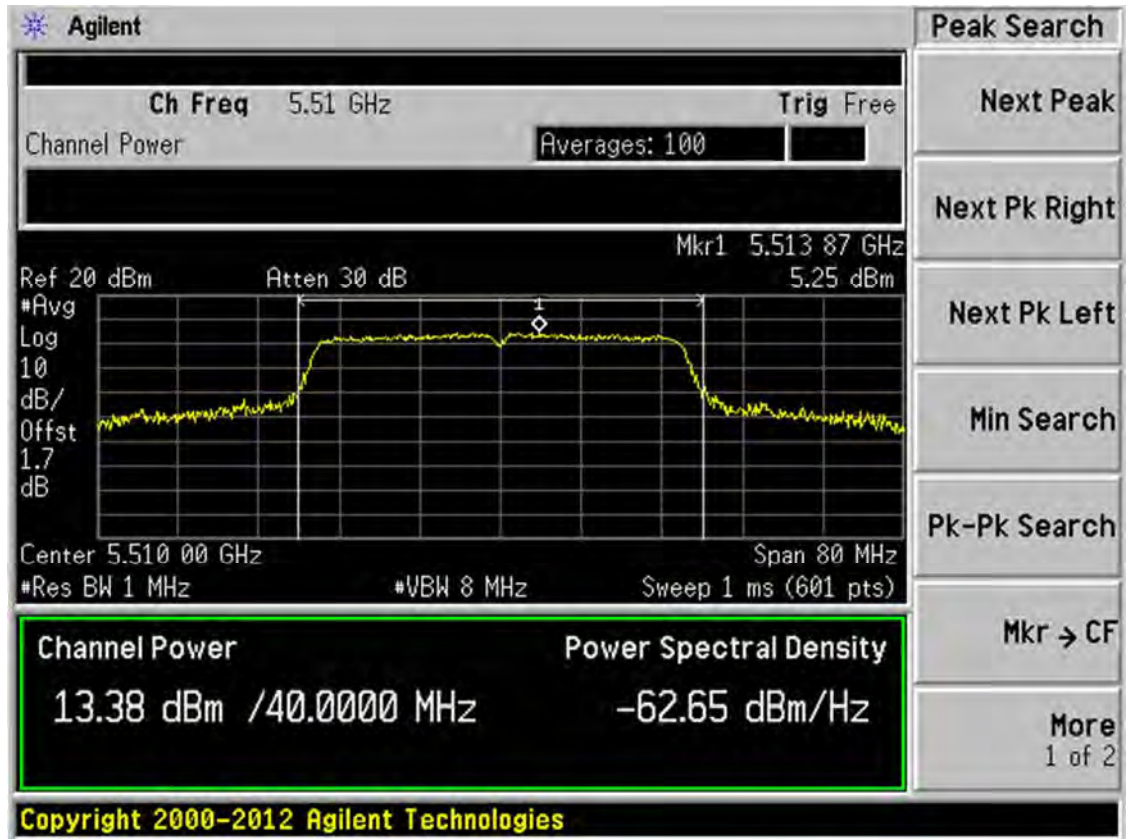 Agilent
Peak Search
Ch Freq 5.51 GHz
Trig Free
Channel Power
Averages: 100
Mkr1 5.513 87 GHz
Ref 20 dBm
Atten 30 dB
5.25 dBm
#Avg
Log
10
dB/
Offst
1.7
dB
1
Center 5.510 00 GHz
Span 80 MHz
#Res BW 1 MHz
#VBW 8 MHz
Sweep 1 ms (601 pts)
Channel Power
Power Spectral Density
13.38 dBm /40.0000 MHz
-62.65 dBm/Hz
Next Peak
Next Pk Right
Next Pk Left
Min Search
Pk-Pk Search
Mkr → CF
More
1 of 2
Copyright 2000-2012 Agilent Technologies